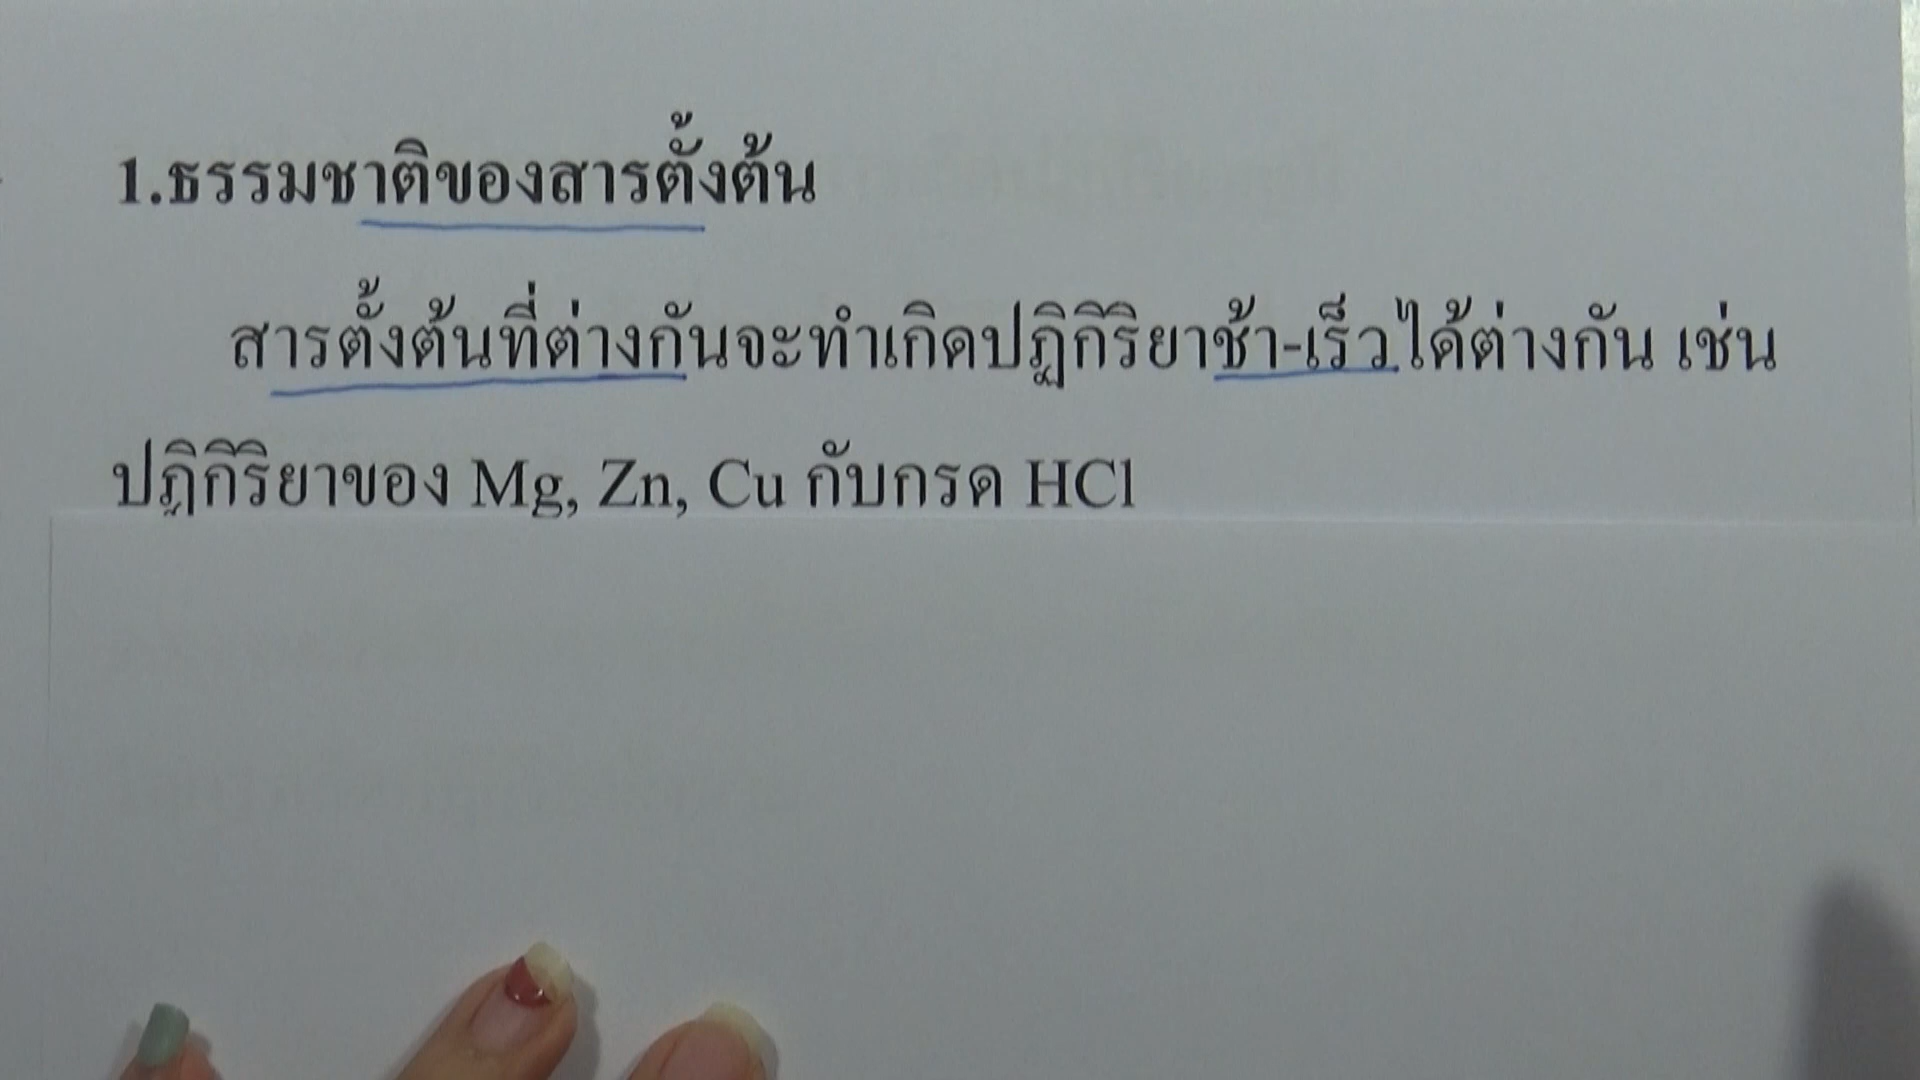 1.ธรรมชาติของสารตั้งต้น
สารตั้งต้นที่ต่างกันจะทำเกิดปฏิกิริยาช้า-เร็วได้ต่างกัน เช่น
ปฏิกิริยาของ Mg, Zn, Cu กับกรด HCl